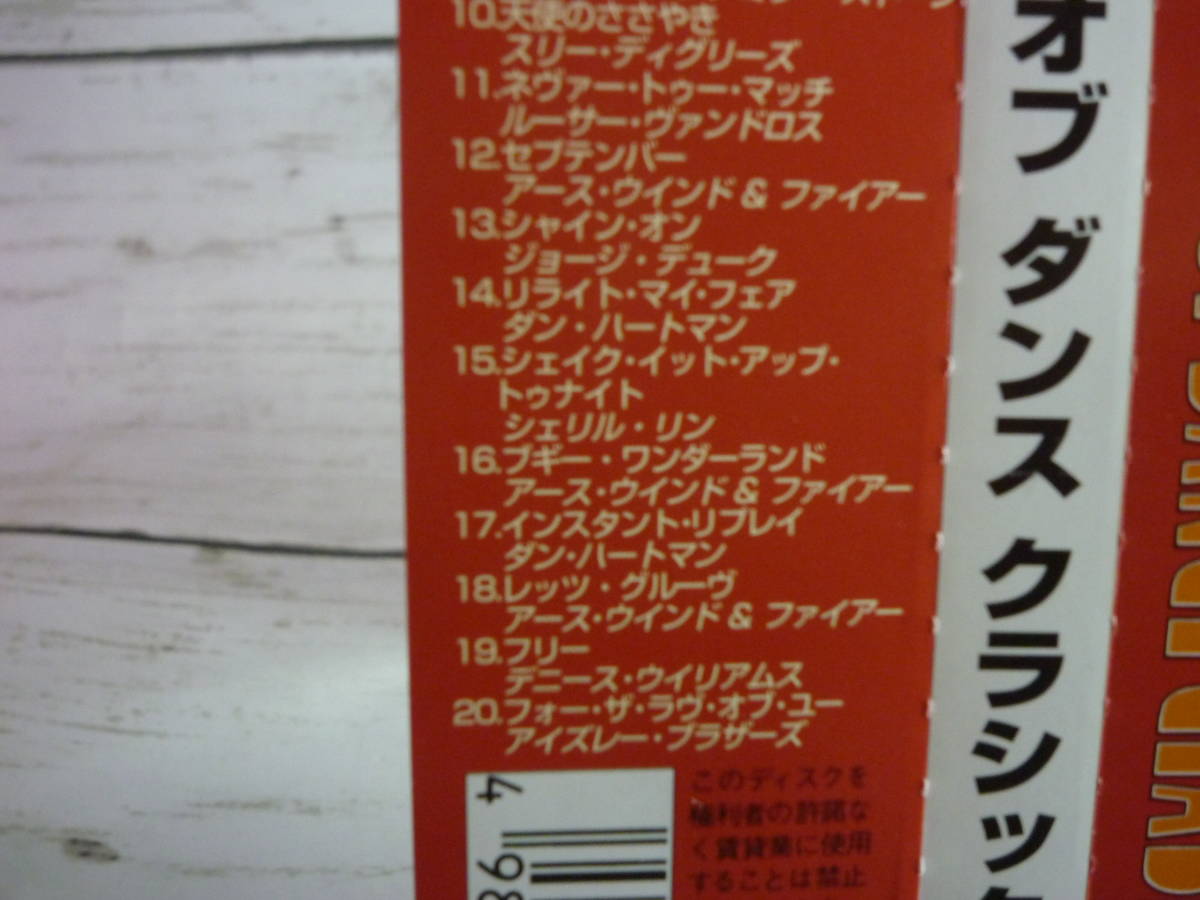 10.天使のささやき
スリー・ディグリーズ
11.ネヴァー・トゥー・マッチ
ルーサー・ヴァンドロス
12.セプテンバー
アース・ウインド & ファイアー
13.シャイン・オン
ジョージ・デューク
14.リライト・マイ・フェア
ダン・ハートマン
15.シェイク・イット・アップ・
トゥナイト
シェリル・リン
16.ブギー・ワンダーランド
アース・ウインド & ファイアー
17.インスタント・リプレイ
ダン・ハートマン
18.レッツ・グルーヴ
アース・ウインド & ファイアー
19.フリー
デニース・ウイリアムス
20.フォー・ザ・ラヴ・オブ・ユー
アイズレー・ブラザーズ
このディスクを
権利者の許諾な
く賃貸業に使用
することは禁止
4 98
オブ ダンス クラシック